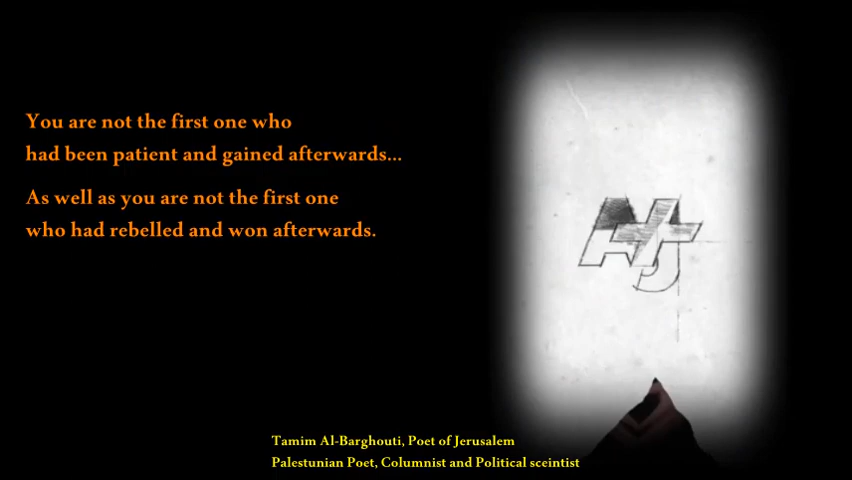 You are not the first one who
had been patient and gained afterwards...
As well as you are not the first one
who had rebelled and won afterwards.
Tamim Al-Barghouti, Poet of Jerusalem
Palestunian Poet, Columnist and Political sceintist